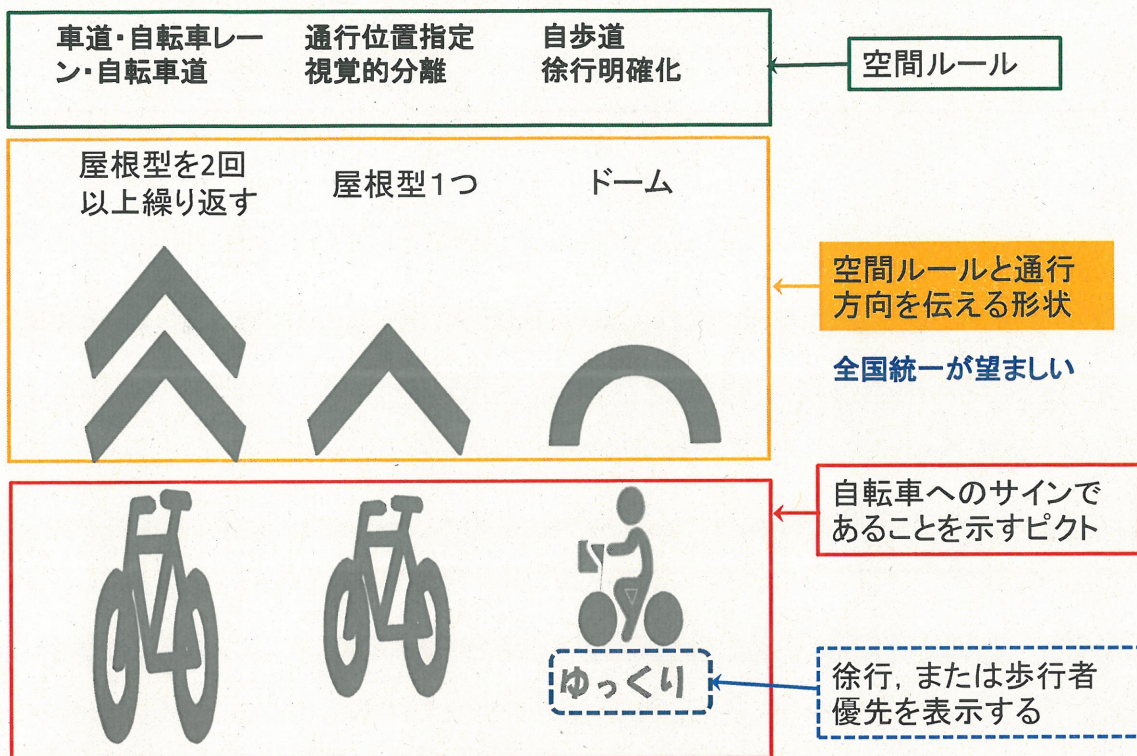 車道・自転車レー
ン・自転車道
通行位置指定
視覚的分離
自歩道
徐行明確化
空間ルール
屋根型を2回
以上繰り返す
屋根型1つ
ドーム
空間ルールと通行
方向を伝える形状
全国統一が望ましい
自転車へのサインで
あることを示すピクト
ゆっくり
徐行，または歩行者
優先を表示する